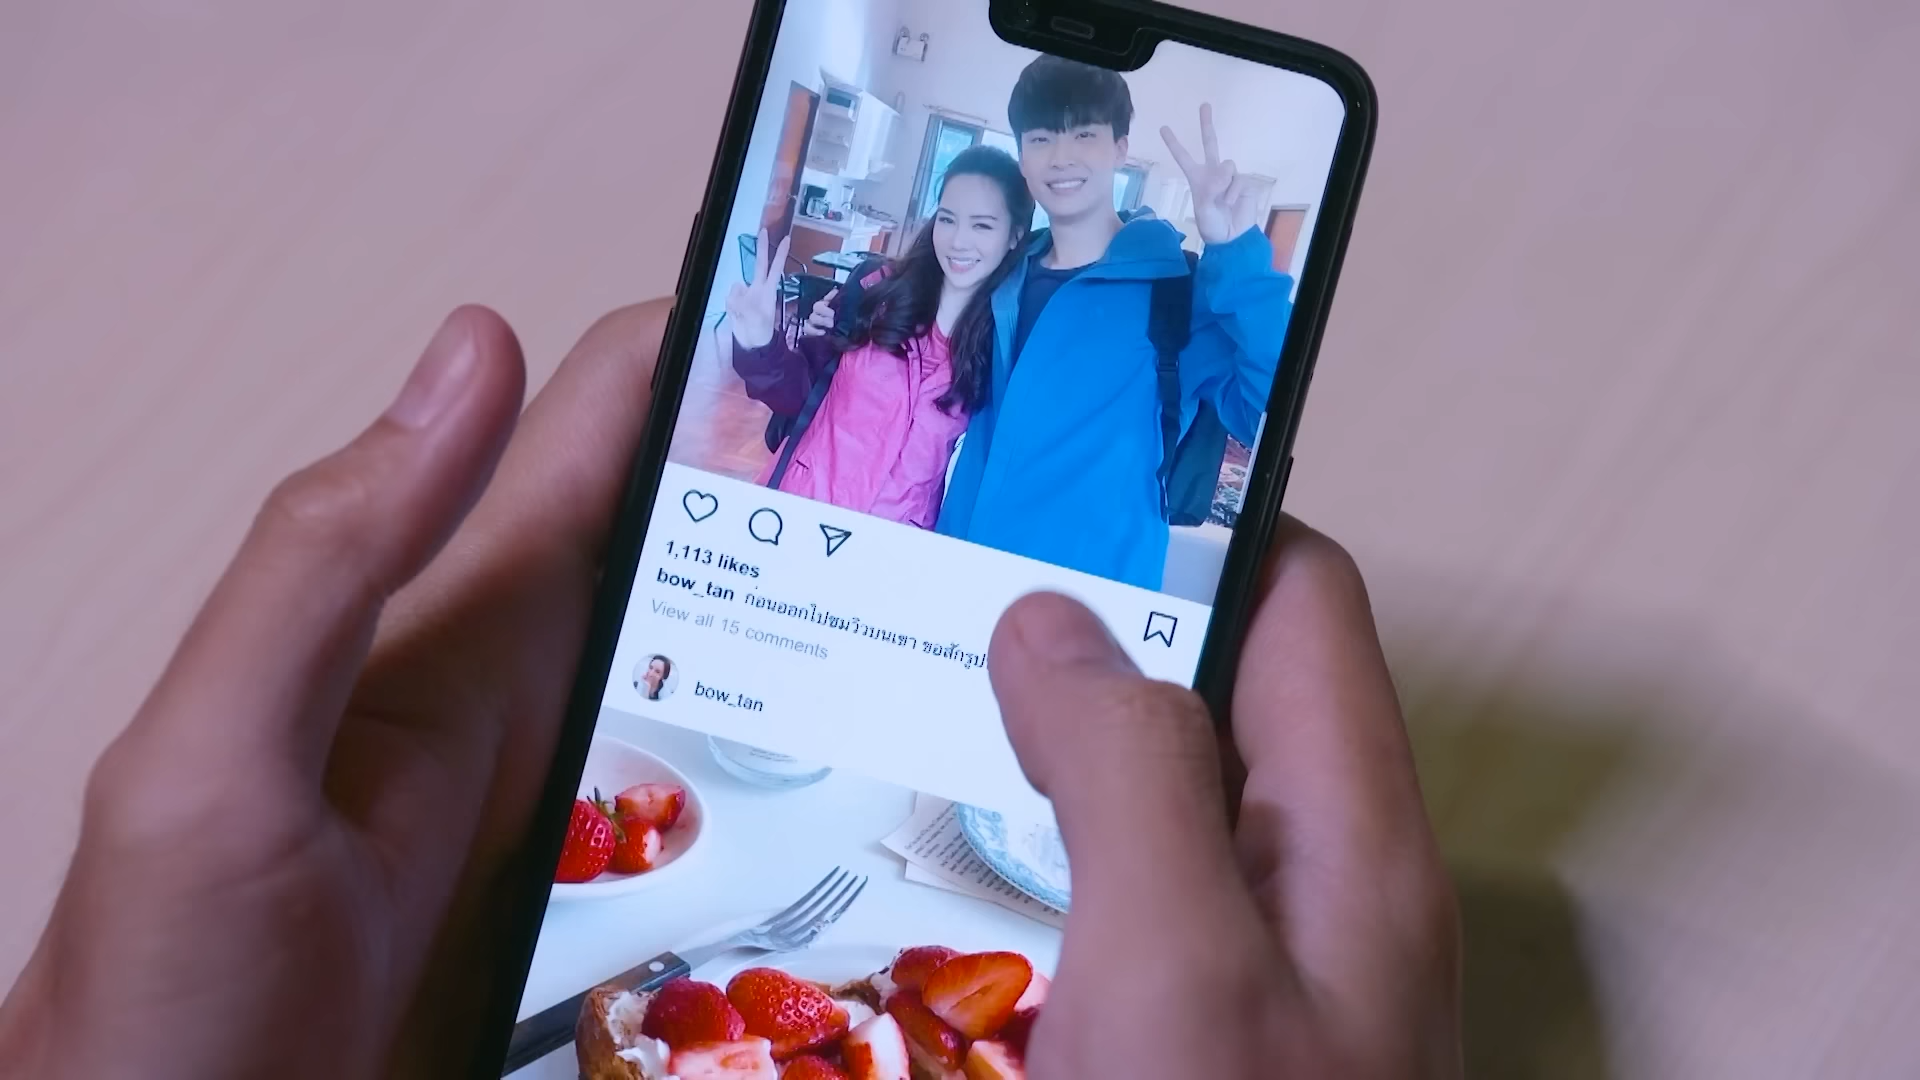 1,113 likes
bow_tan ก่อนออกไปชมวิวบนเขา ขอสักรูป
View all 15 comments
bow_tan